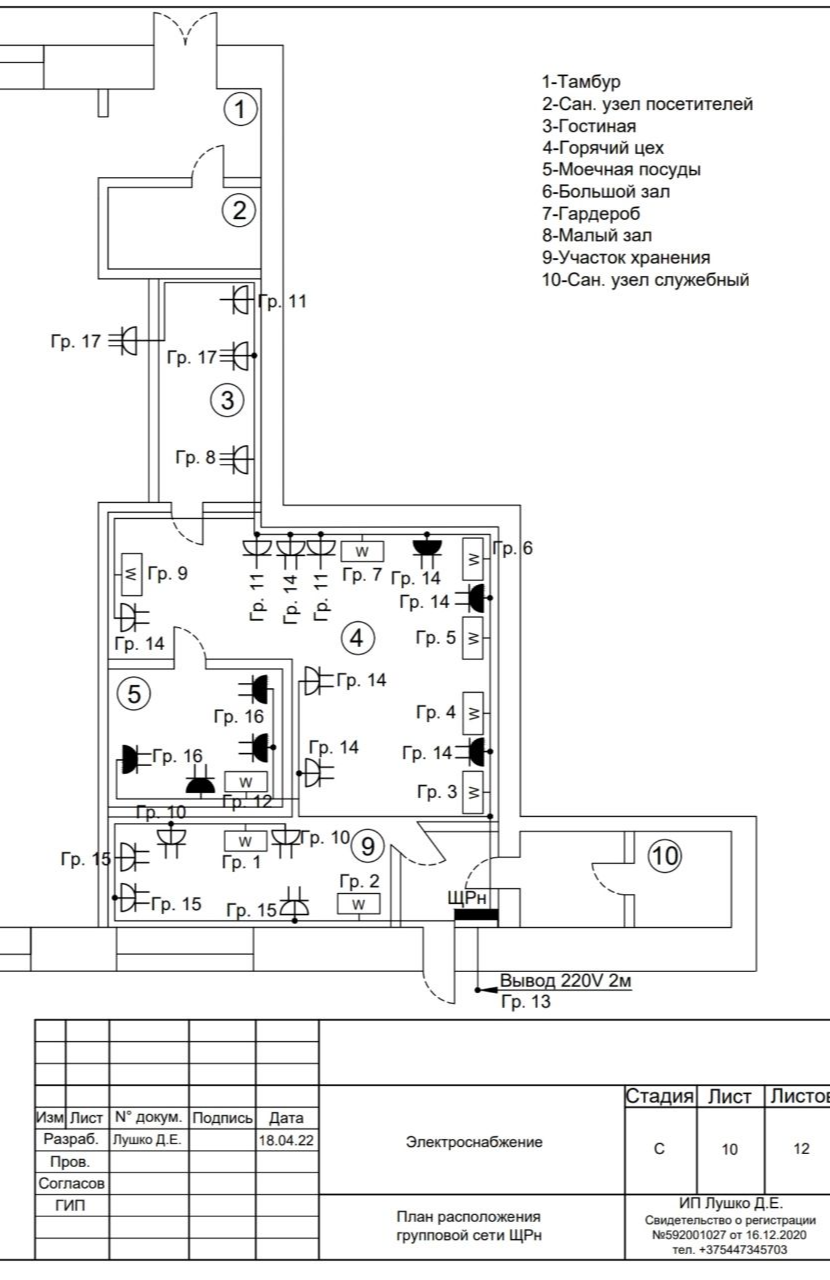 1-Тамбур
2-Сан. узел посетителей
3-Гостиная
4-Горячий цех
5-Моечная посуды
6-Большой зал
7-Гардероб
8-Малый зал
9-Участок хранения
10-Сан. узел служебный
1
2
Гр. 11
Гр. 17
Гр. 17
3
Гр. 8
W
Гр. 7
Гр. 14
W
Гр. 6
W
Гр. 9
Гр. 11
Гр. 14
Гр. 11
Гр. 14
Гр. 14
4
Гр. 5
W
5
Гр. 14
Гр. 16
Гр. 4
W
Гр. 16
Гр. 14
Гр. 14
W
Гр. 12
Гр. 3
W
Гр. 10
Гр. 15
W
Гр. 1
Гр. 10
9
10
Гр. 15
Гр. 15
Гр. 2
W
ЩРн
Вывод 220V 2м
Гр. 13
Стадия Лист Листов
Изм Лист N° докум. Подпись Дата
Разраб. Лушко Д.Е. 18.04.22
Электроснабжение
С 10 12
Пров.
Согласов
ГИП
План расположения
групповой сети ЩРн
ИП Лушко Д.Е.
Свидетельство о регистрации
№592001027 от 16.12.2020
тел. +375447345703